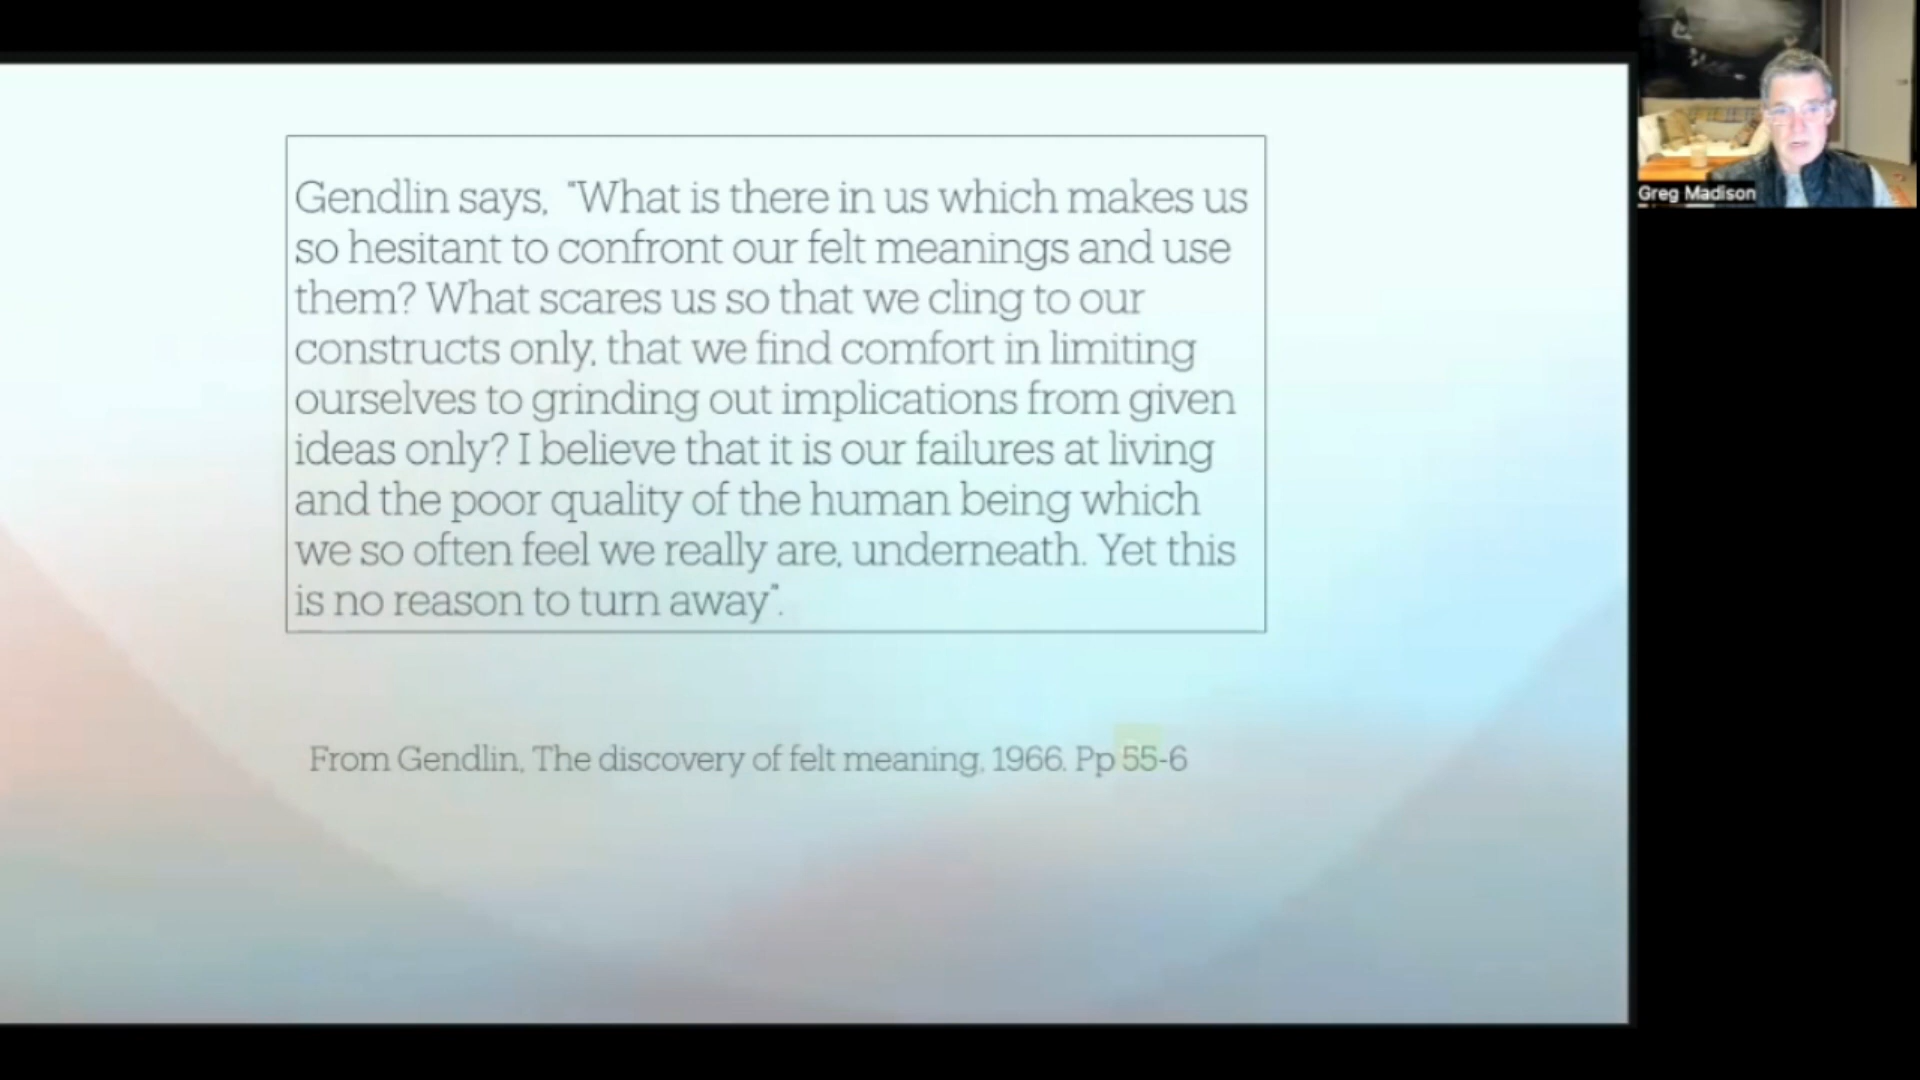 Gendlin says, "What is there in us which makes us
so hesitant to confront our felt meanings and use
them? What scares us so that we cling to our
constructs only, that we find comfort in limiting
ourselves to grinding out implications from given
ideas only? I believe that it is our failures at living
and the poor quality of the human being which
we so often feel we really are, underneath. Yet this
is no reason to turn away".
From Gendlin, The discovery of felt meaning, 1966. Pp 55-6
Greg Madison